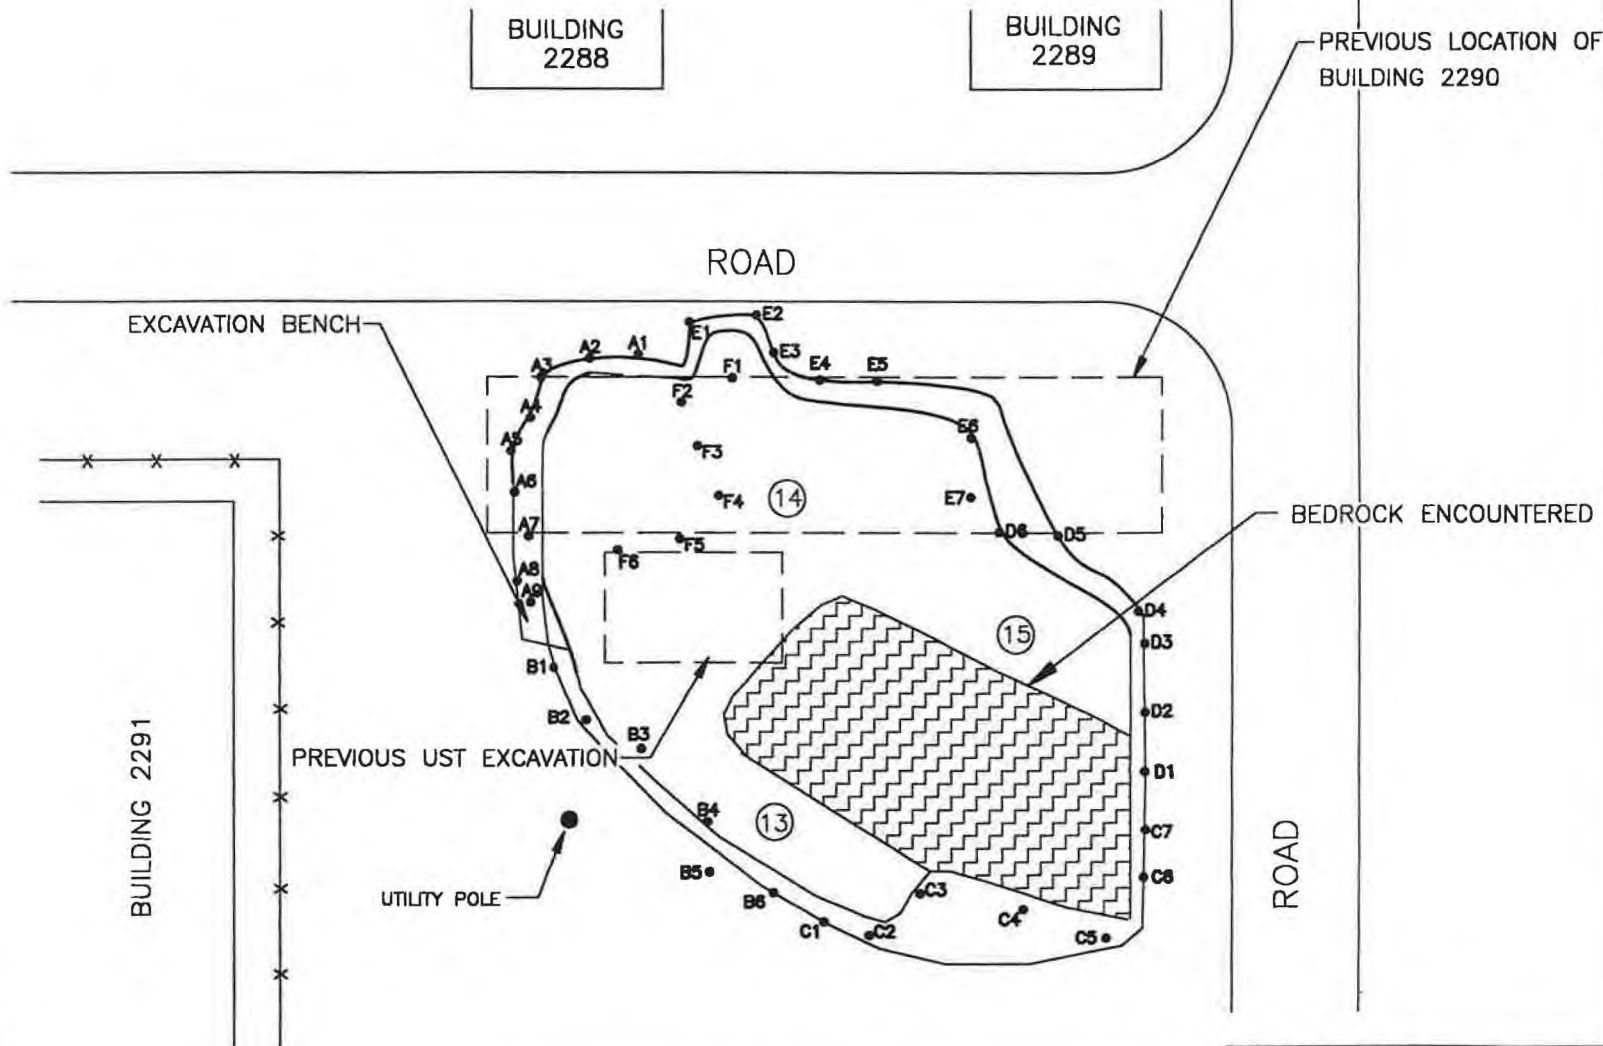 BUILDING
2288
BUILDING
2289
PREVIOUS LOCATION OF
BUILDING 2290
ROAD
EXCAVATION BENCH
E2
E1
A1
A2
E3
A3
F1
E4
E5
F2
A4
E6
A5
F3
A6
F4
14
E7
BEDROCK ENCOUNTERED
A7
D6
D5
F5
F6
A8
A9
D4
15
D3
B1
D2
B2
B3
PREVIOUS UST EXCAVATION
D1
BUILDING 2291
B4
13
C7
ROAD
B5
C6
UTILITY POLE
B6
C3
C4
C1
C2
C5